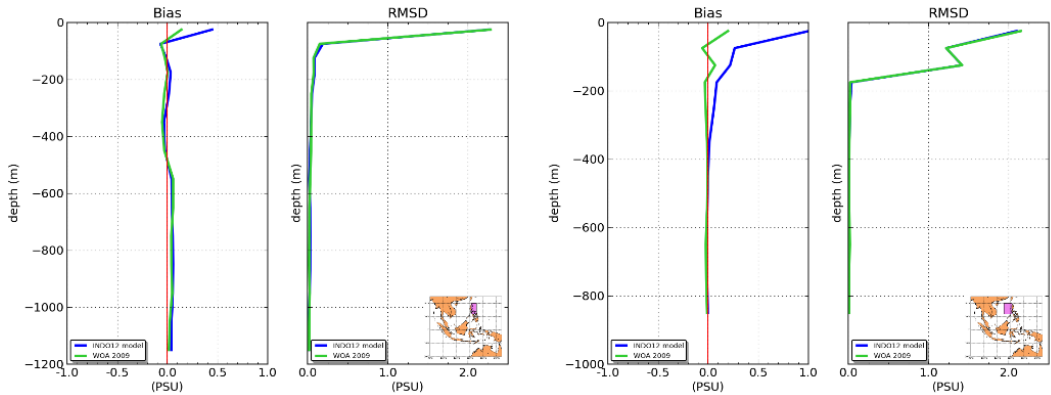 Bias
RMSD
Bias
RMSD
0
−200
−400
−600
−800
−1000
−1200
depth (m)
-1.0
-0.5
0.0
0.5
1.0
(PSU)
INDO12 model
WOA 2009
depth (m)
0.0
1.0
2.0
(PSU)
INDO12 model
WOA 2009
0
−200
−400
−600
−800
−1000
depth (m)
-1.0
-0.5
0.0
0.5
1.0
(PSU)
INDO12 model
WOA 2009
depth (m)
0.0
1.0
2.0
(PSU)
INDO12 model
WOA 2009